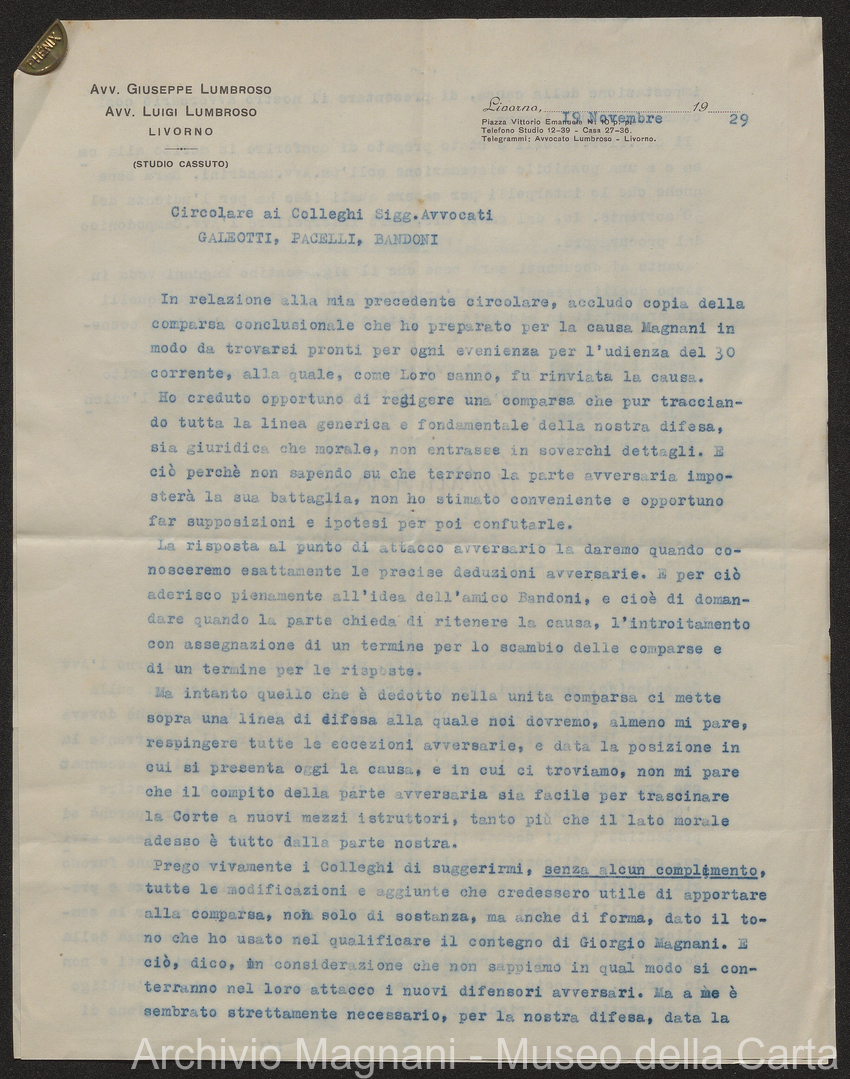 PHÉNIX
Avv. Giuseppe Lumbroso
Avv. Luigi Lumbroso
LIVORNO
(STUDIO CASSUTO)
Livorno, 19 Novembre 19 29
Piazza Vittorio Emanuele N. 10 p. p.
Telefono Studio 12-39 - Casa 27-36.
Telegrammi: Avvocato Lumbroso - Livorno.
Circolare ai Colleghi Sigg.Avvocati
GALEOTTI, PACELLI, BANDONI
In relazione alla mia precedente circolare, accludo copia della
comparsa conclusionale che ho preparato per la causa Magnani in
modo da trovarsi pronti per ogni evenienza per l'udienza del 30
corrente, alla quale, come Loro sanno, fu rinviata la causa.
Ho creduto opportuno di redigere una comparsa che pur traccian-
do tutta la linea generica e fondamentale della nostra difesa,
sia giuridica che morale, non entrasse in soverchi dettagli. E
ciò perchè non sapendo su che terreno la parte avversaria impo-
sterà la sua battaglia, non ho stimato conveniente e opportuno
far supposizioni e ipotesi per poi confutarle.
La risposta al punto di attacco avversario la daremo quando co-
nosceremo esattamente le precise deduzioni avversarie. E per ciò
aderisco pienamente all'idea dell'amico Bandoni, e cioè di doman-
dare quando la parte chieda di ritenere la causa, l'introitamento
con assegnazione di un termine per lo scambio delle comparse e
di un termine per le risposte.
Ma intanto quello che è dedotto nella unita comparsa ci mette
sopra una linea di difesa alla quale noi dovremo, almeno mi pare,
respingere tutte le eccezioni avversarie, e data la posizione in
cui si presenta oggi la causa, e in cui ci troviamo, non mi pare
che il compito della parte avversaria sia facile per trascinare
la Corte a nuovi mezzi istruttori, tanto più che il lato morale
adesso è tutto dalla parte nostra.
Prego vivamente i Colleghi di suggerirmi, senza alcun complimento,
tutte le modificazioni e aggiunte che credessero utile di apportare
alla comparsa, non solo di sostanza, ma anche di forma, dato il to-
no che ho usato nel qualificare il contegno di Giorgio Magnani. E
ciò, dico, in considerazione che non sappiamo in qual modo si con-
terranno nel loro attacco i nuovi difensori avversari. Ma a me è
sembrato strettamente necessario, per la nostra difesa, data la
Archivio Magnani - Museo della Carta